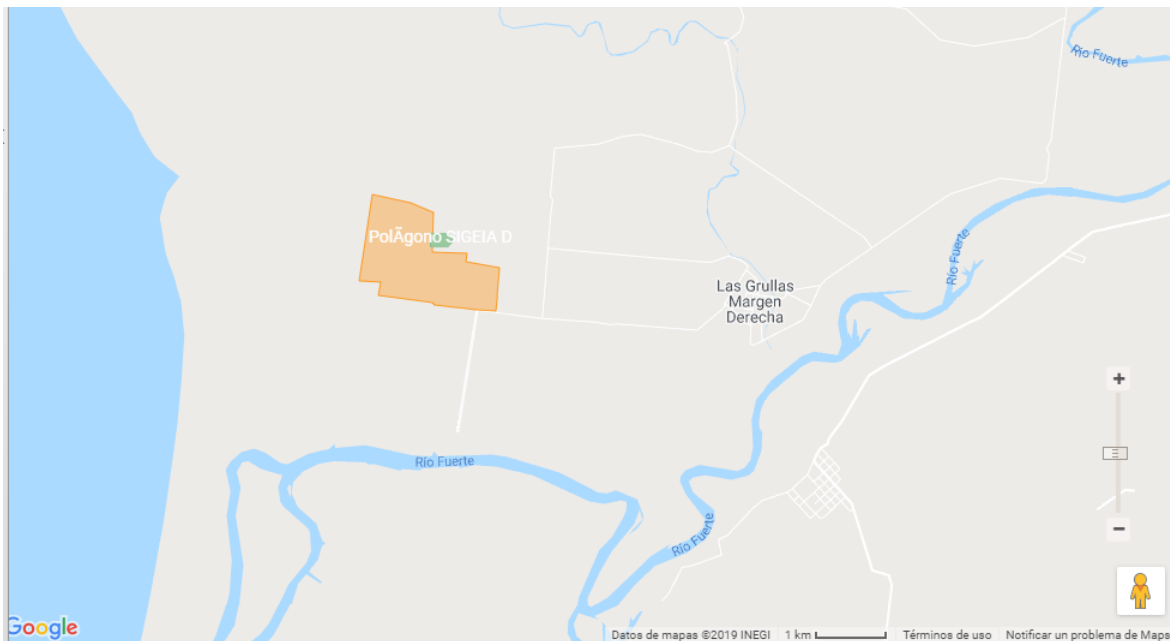 Río Fuerte
PolÃgono SIGEIA D
Río Fuerte
Las Grullas
Margen
Derecha
Río Fuerte
Río Fuerte
+
−
Google
Datos de mapas ©2019 INEGI 1 km Términos de uso Notificar un problema de Maps